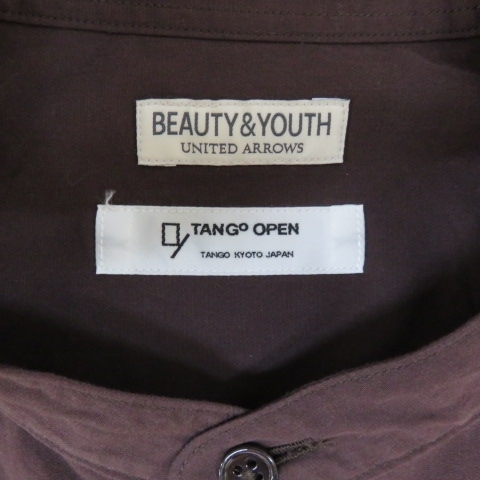 BEAUTY&YOUTH
UNITED ARROWS
TANGO OPEN
TANGO KYOTO JAPAN